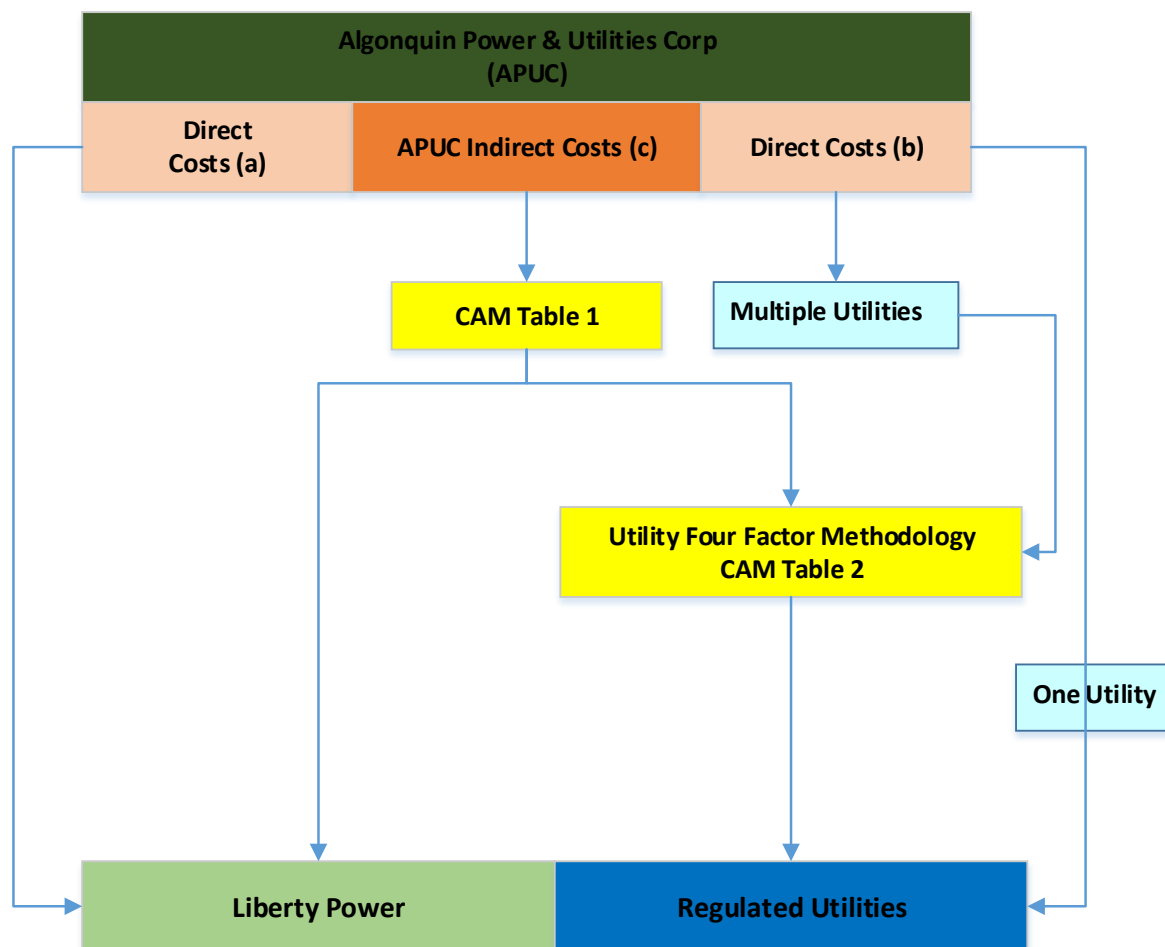 Algonquin Power & Utilities Corp
(APUC)
Direct
Costs (a)
APUC Indirect Costs (c)
Direct Costs (b)
CAM Table 1
Multiple Utilities
Utility Four Factor Methodology
CAM Table 2
One Utility
Liberty Power
Regulated Utilities